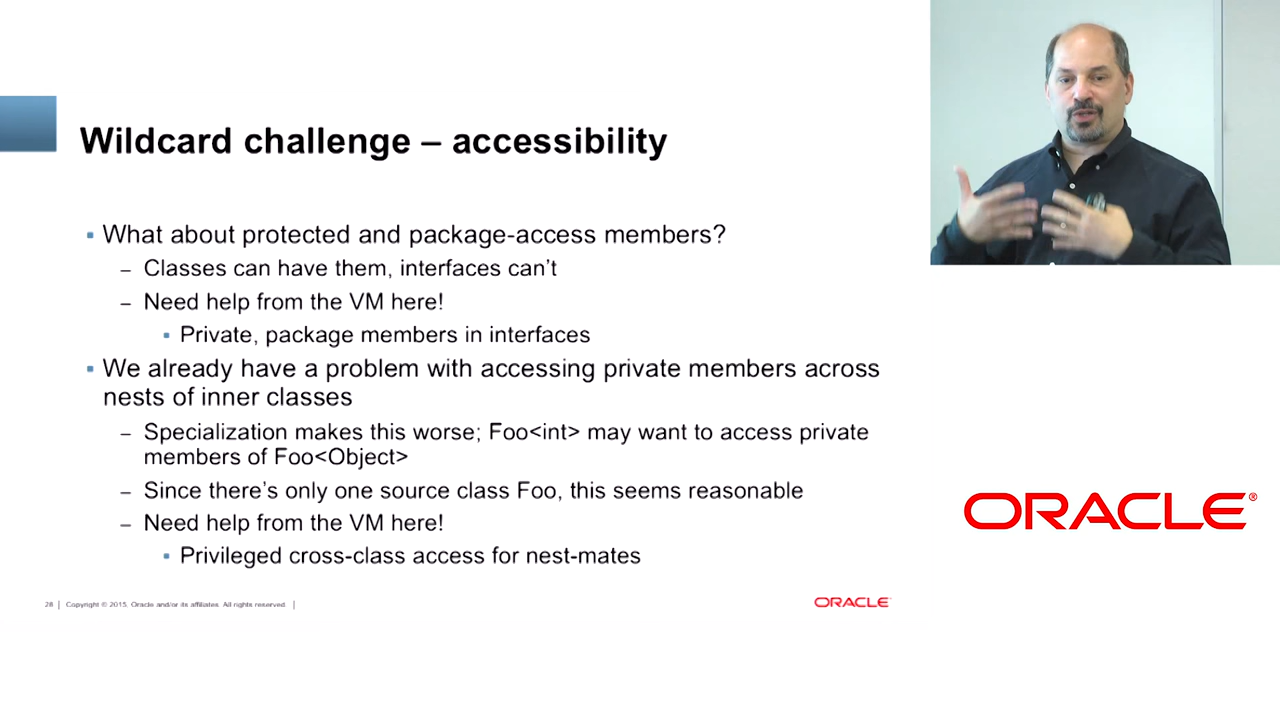 Wildcard challenge – accessibility
▪ What about protected and package-access members?
– Classes can have them, interfaces can't
– Need help from the VM here!
▪ Private, package members in interfaces
▪ We already have a problem with accessing private members across
nests of inner classes
– Specialization makes this worse; Foo<int> may want to access private
members of Foo<Object>
– Since there's only one source class Foo, this seems reasonable
– Need help from the VM here!
▪ Privileged cross-class access for nest-mates
ORACLE®
28 | Copyright © 2015, Oracle and/or its affiliates. All rights reserved. |
ORACLE